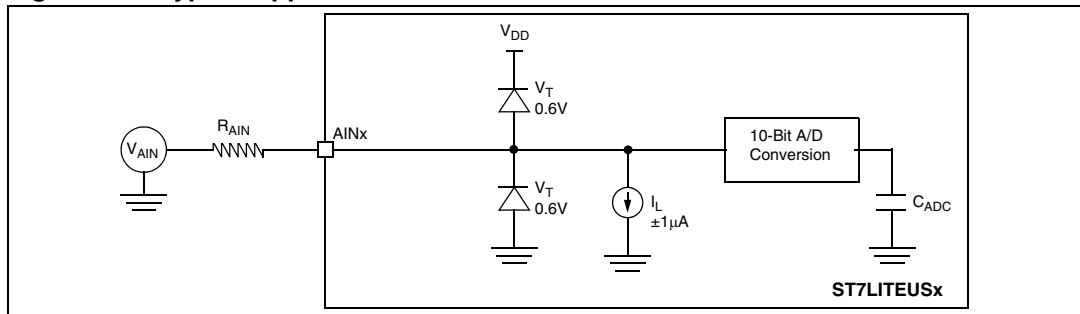 V_DD
V_T
0.6V
R_AIN
AINx
V_AIN
10-Bit A/D
Conversion
V_T
0.6V
I_L
±1μA
C_ADC
ST7LITEUSx